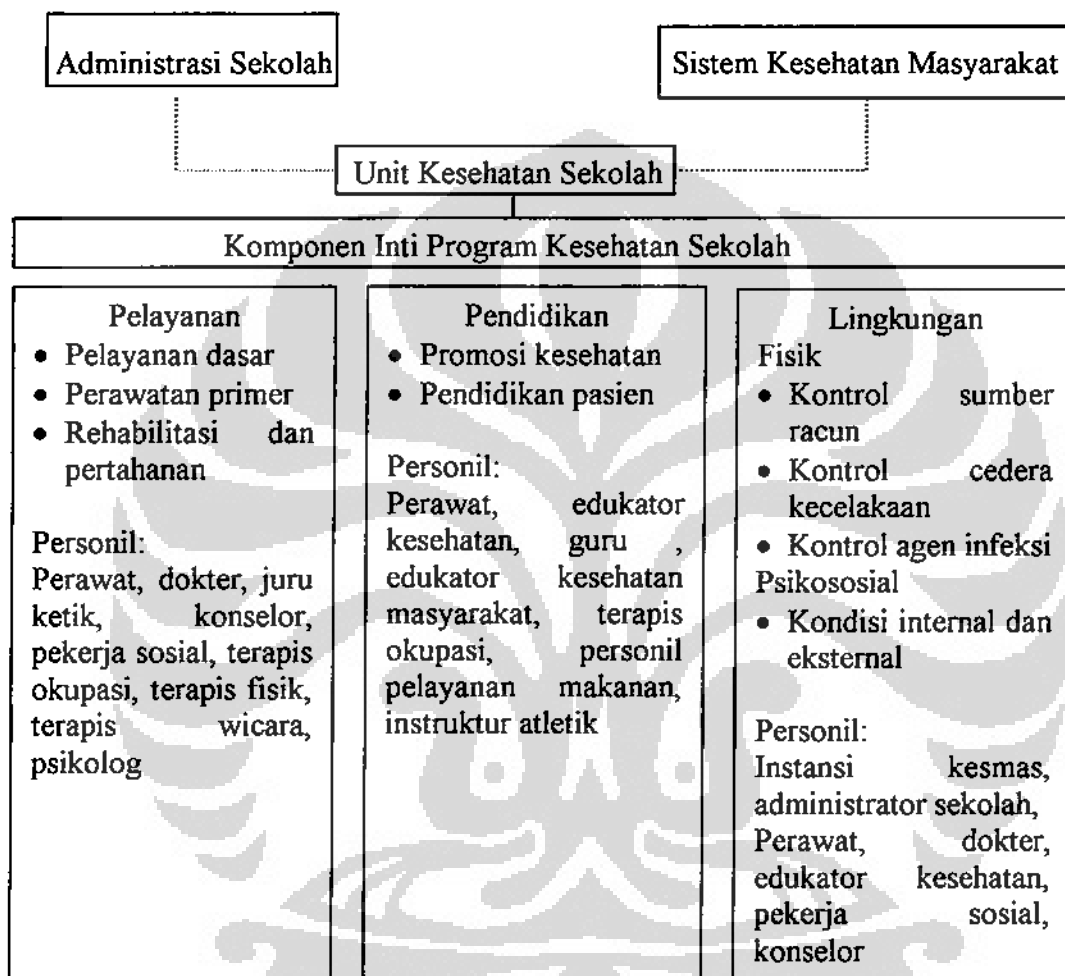 Administrasi Sekolah
Sistem Kesehatan Masyarakat
Unit Kesehatan Sekolah
Komponen Inti Program Kesehatan Sekolah
Pelayanan
• Pelayanan dasar
• Perawatan primer
• Rehabilitasi dan
pertahanan
Personil:
Perawat, dokter, juru
ketik, konselor,
pekerja sosial, terapis
okupasi, terapis fisik,
terapis wicara,
psikolog
Pendidikan
• Promosi kesehatan
• Pendidikan pasien
Personil:
Perawat, edukator
kesehatan, guru ,
edukator kesehatan
masyarakat, terapis
okupasi, personil
pelayanan makanan,
instruktur atletik
Lingkungan
Fisik
• Kontrol sumber
racun
• Kontrol cedera
kecelakaan
• Kontrol agen infeksi
Psikososial
• Kondisi internal dan
eksternal
Personil:
Instansi kesmas,
administrator sekolah,
Perawat, dokter,
edukator kesehatan,
pekerja sosial,
konselor